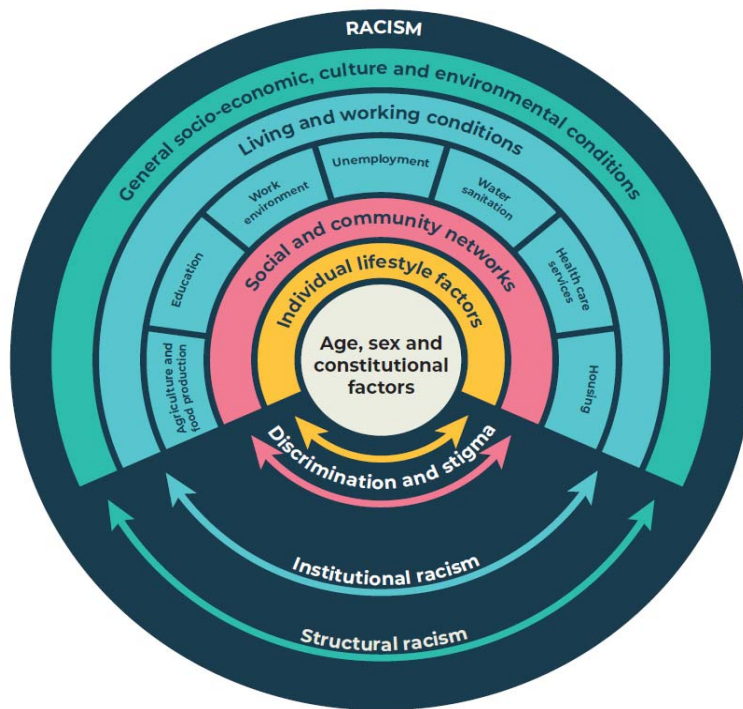 RACISM
General socio-economic, culture and environmental conditions
Living and working conditions
Agriculture and
food production
Education
Work
environment
Unemployment
Water
sanitation
Health care
services
Housing
Social and community networks
Individual lifestyle factors
Age, sex and
constitutional
factors
Discrimination and stigma
Institutional racism
Structural racism